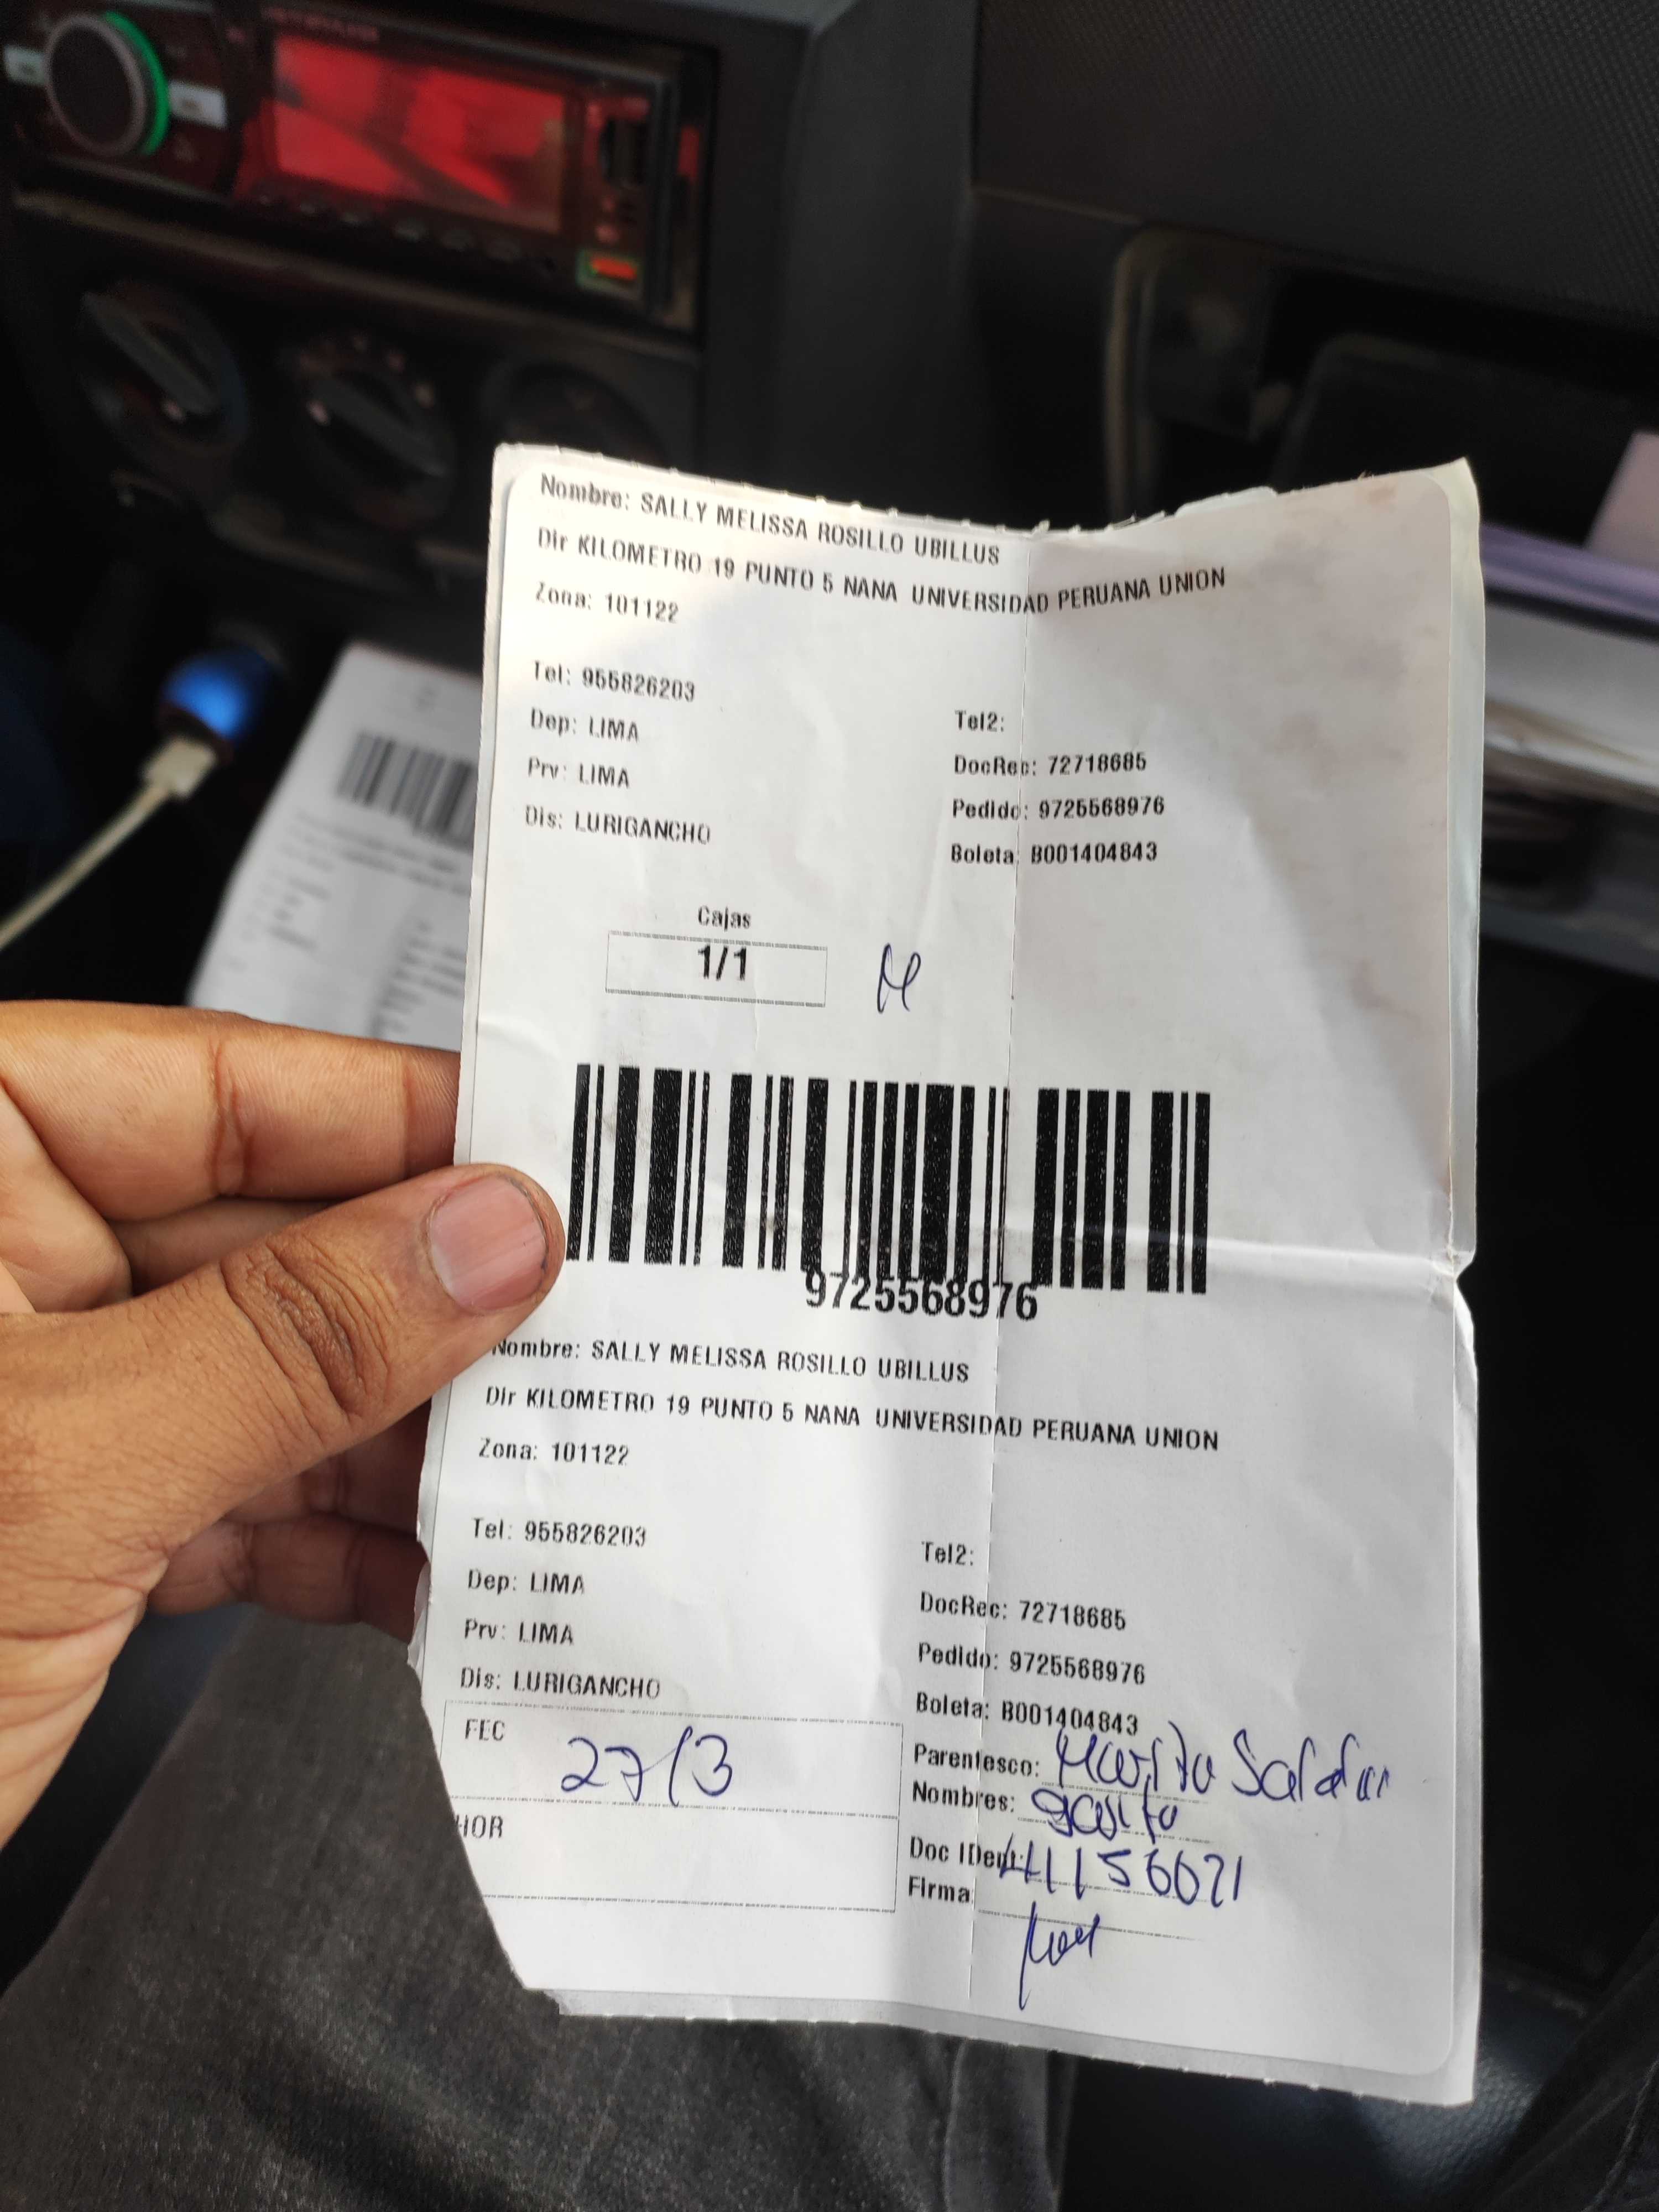 Nombre: SALLY MELISSA ROSILLO UBILLUS
Dir KILOMETRO 19 PUNTO 5 NANA UNIVERSIDAD PERUANA UNION
Zona: 101122
Tel: 955826203
Tel2:
Dep: LIMA
DocRec: 72718685
Prv: LIMA
Pedido: 9725568976
Dis: LURIGANCHO
Boleta: B001404843
Cajas
1/1
9725568976
Nombre: SALLY MELISSA ROSILLO UBILLUS
Dir KILOMETRO 19 PUNTO 5 NANA UNIVERSIDAD PERUANA UNION
Zona: 101122
Tel: 955826203
Tel2:
Dep: LIMA
DocRec: 72718685
Prv: LIMA
Pedido: 9725568976
Dis: LURIGANCHO
Boleta: B001404843
FEC 27/3
Parentesco:
Nombres:
HOR
Doc IDent:
Firma